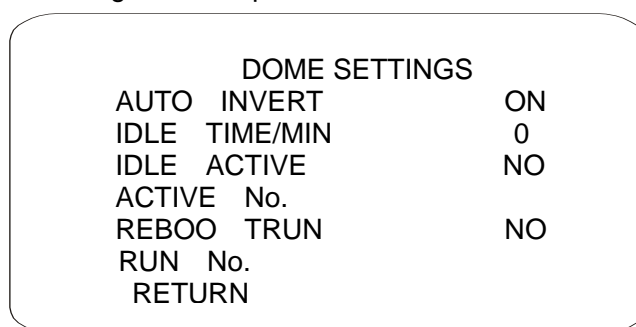 DOME SETTINGS
AUTO INVERT ON
IDLE TIME/MIN 0
IDLE ACTIVE NO
ACTIVE No.
REBOO TRUN NO
RUN No.
RETURN